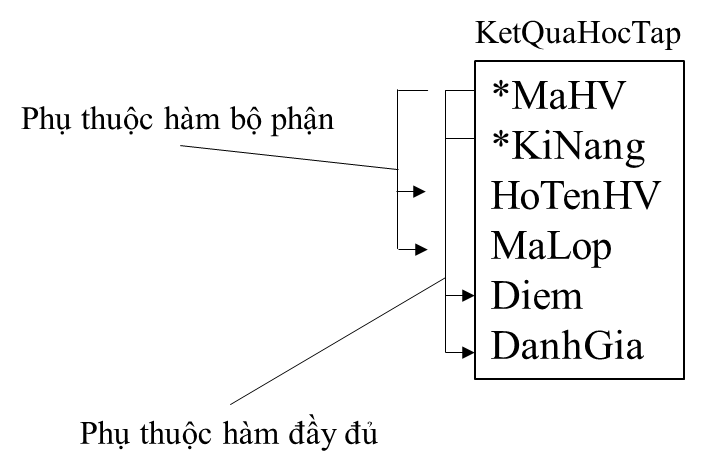 KetQuaHocTap
*MaHV
Phụ thuộc hàm bộ phận
*KiNang
HoTenHV
MaLop
Diem
DanhGia
Phụ thuộc hàm đầy đủ